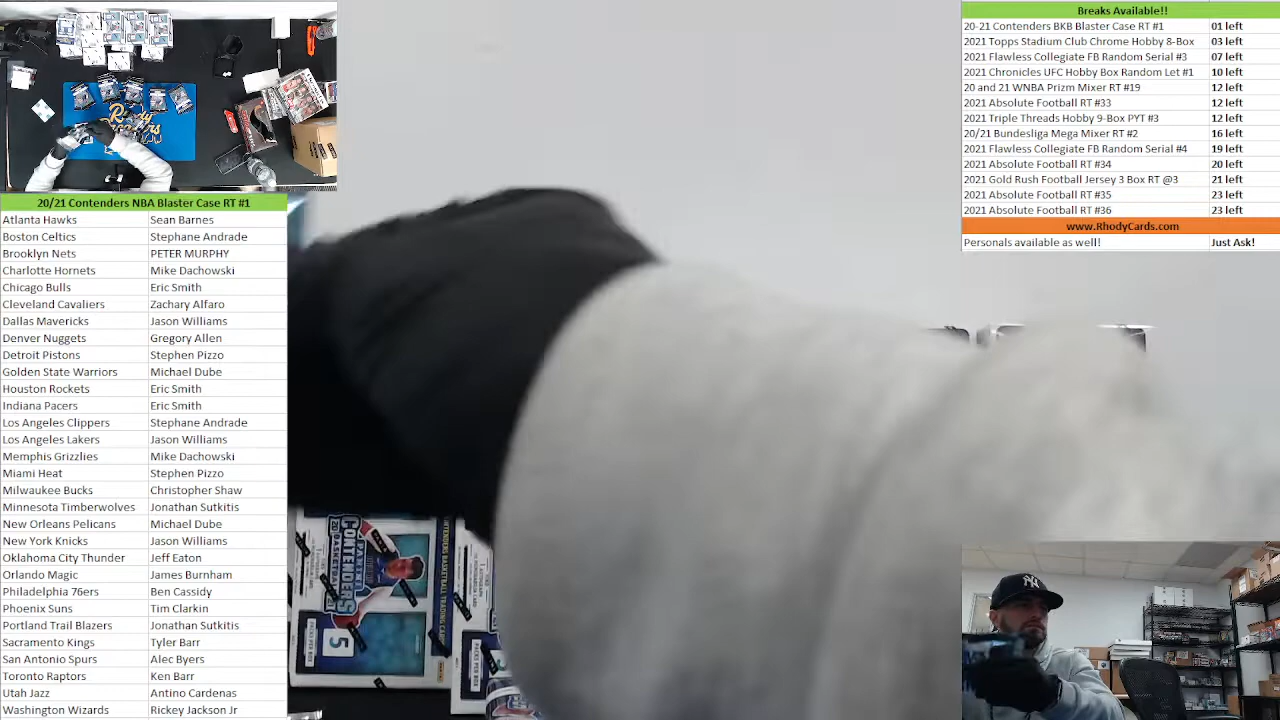 20/21 Contenders NBA Blaster Case RT #1
Atlanta Hawks Sean Barnes
Boston Celtics Stephane Andrade
Brooklyn Nets PETER MURPHY
Charlotte Hornets Mike Dachowski
Chicago Bulls Eric Smith
Cleveland Cavaliers Zachary Alfaro
Dallas Mavericks Jason Williams
Denver Nuggets Gregory Allen
Detroit Pistons Stephen Pizzo
Golden State Warriors Michael Dube
Houston Rockets Eric Smith
Indiana Pacers Eric Smith
Los Angeles Clippers Stephane Andrade
Los Angeles Lakers Jason Williams
Memphis Grizzlies Mike Dachowski
Miami Heat Stephen Pizzo
Milwaukee Bucks Christopher Shaw
Minnesota Timberwolves Jonathan Sutkitis
New Orleans Pelicans Michael Dube
New York Knicks Jason Williams
Oklahoma City Thunder Jeff Eaton
Orlando Magic James Burnham
Philadelphia 76ers Ben Cassidy
Phoenix Suns Tim Clarkin
Portland Trail Blazers Jonathan Sutkitis
Sacramento Kings Tyler Barr
San Antonio Spurs Alec Byers
Toronto Raptors Ken Barr
Utah Jazz Antino Cardenas
Washington Wizards Rickey Jackson Jr
Breaks Available!!
20-21 Contenders BKB Blaster Case RT #1 01 left
2021 Topps Stadium Club Chrome Hobby 8-Box 03 left
2021 Flawless Collegiate FB Random Serial #3 07 left
2021 Chronicles UFC Hobby Box Random Let #1 10 left
20 and 21 WNBA Prizm Mixer RT #19 12 left
2021 Absolute Football RT #33 12 left
2021 Triple Threads Hobby 9-Box PYT #3 12 left
20/21 Bundesliga Mega Mixer RT #2 16 left
2021 Flawless Collegiate FB Random Serial #4 19 left
2021 Absolute Football RT #34 20 left
2021 Gold Rush Football Jersey 3 Box RT @3 21 left
2021 Absolute Football RT #35 23 left
2021 Absolute Football RT #36 23 left
www.RhodyCards.com
Personals available as well! Just Ask!
PANINI
CONTENDERS
BASKETBALL
5
CONTENDERS BASKETBALL TRADING CARDS
PACKS PER BOX
NY